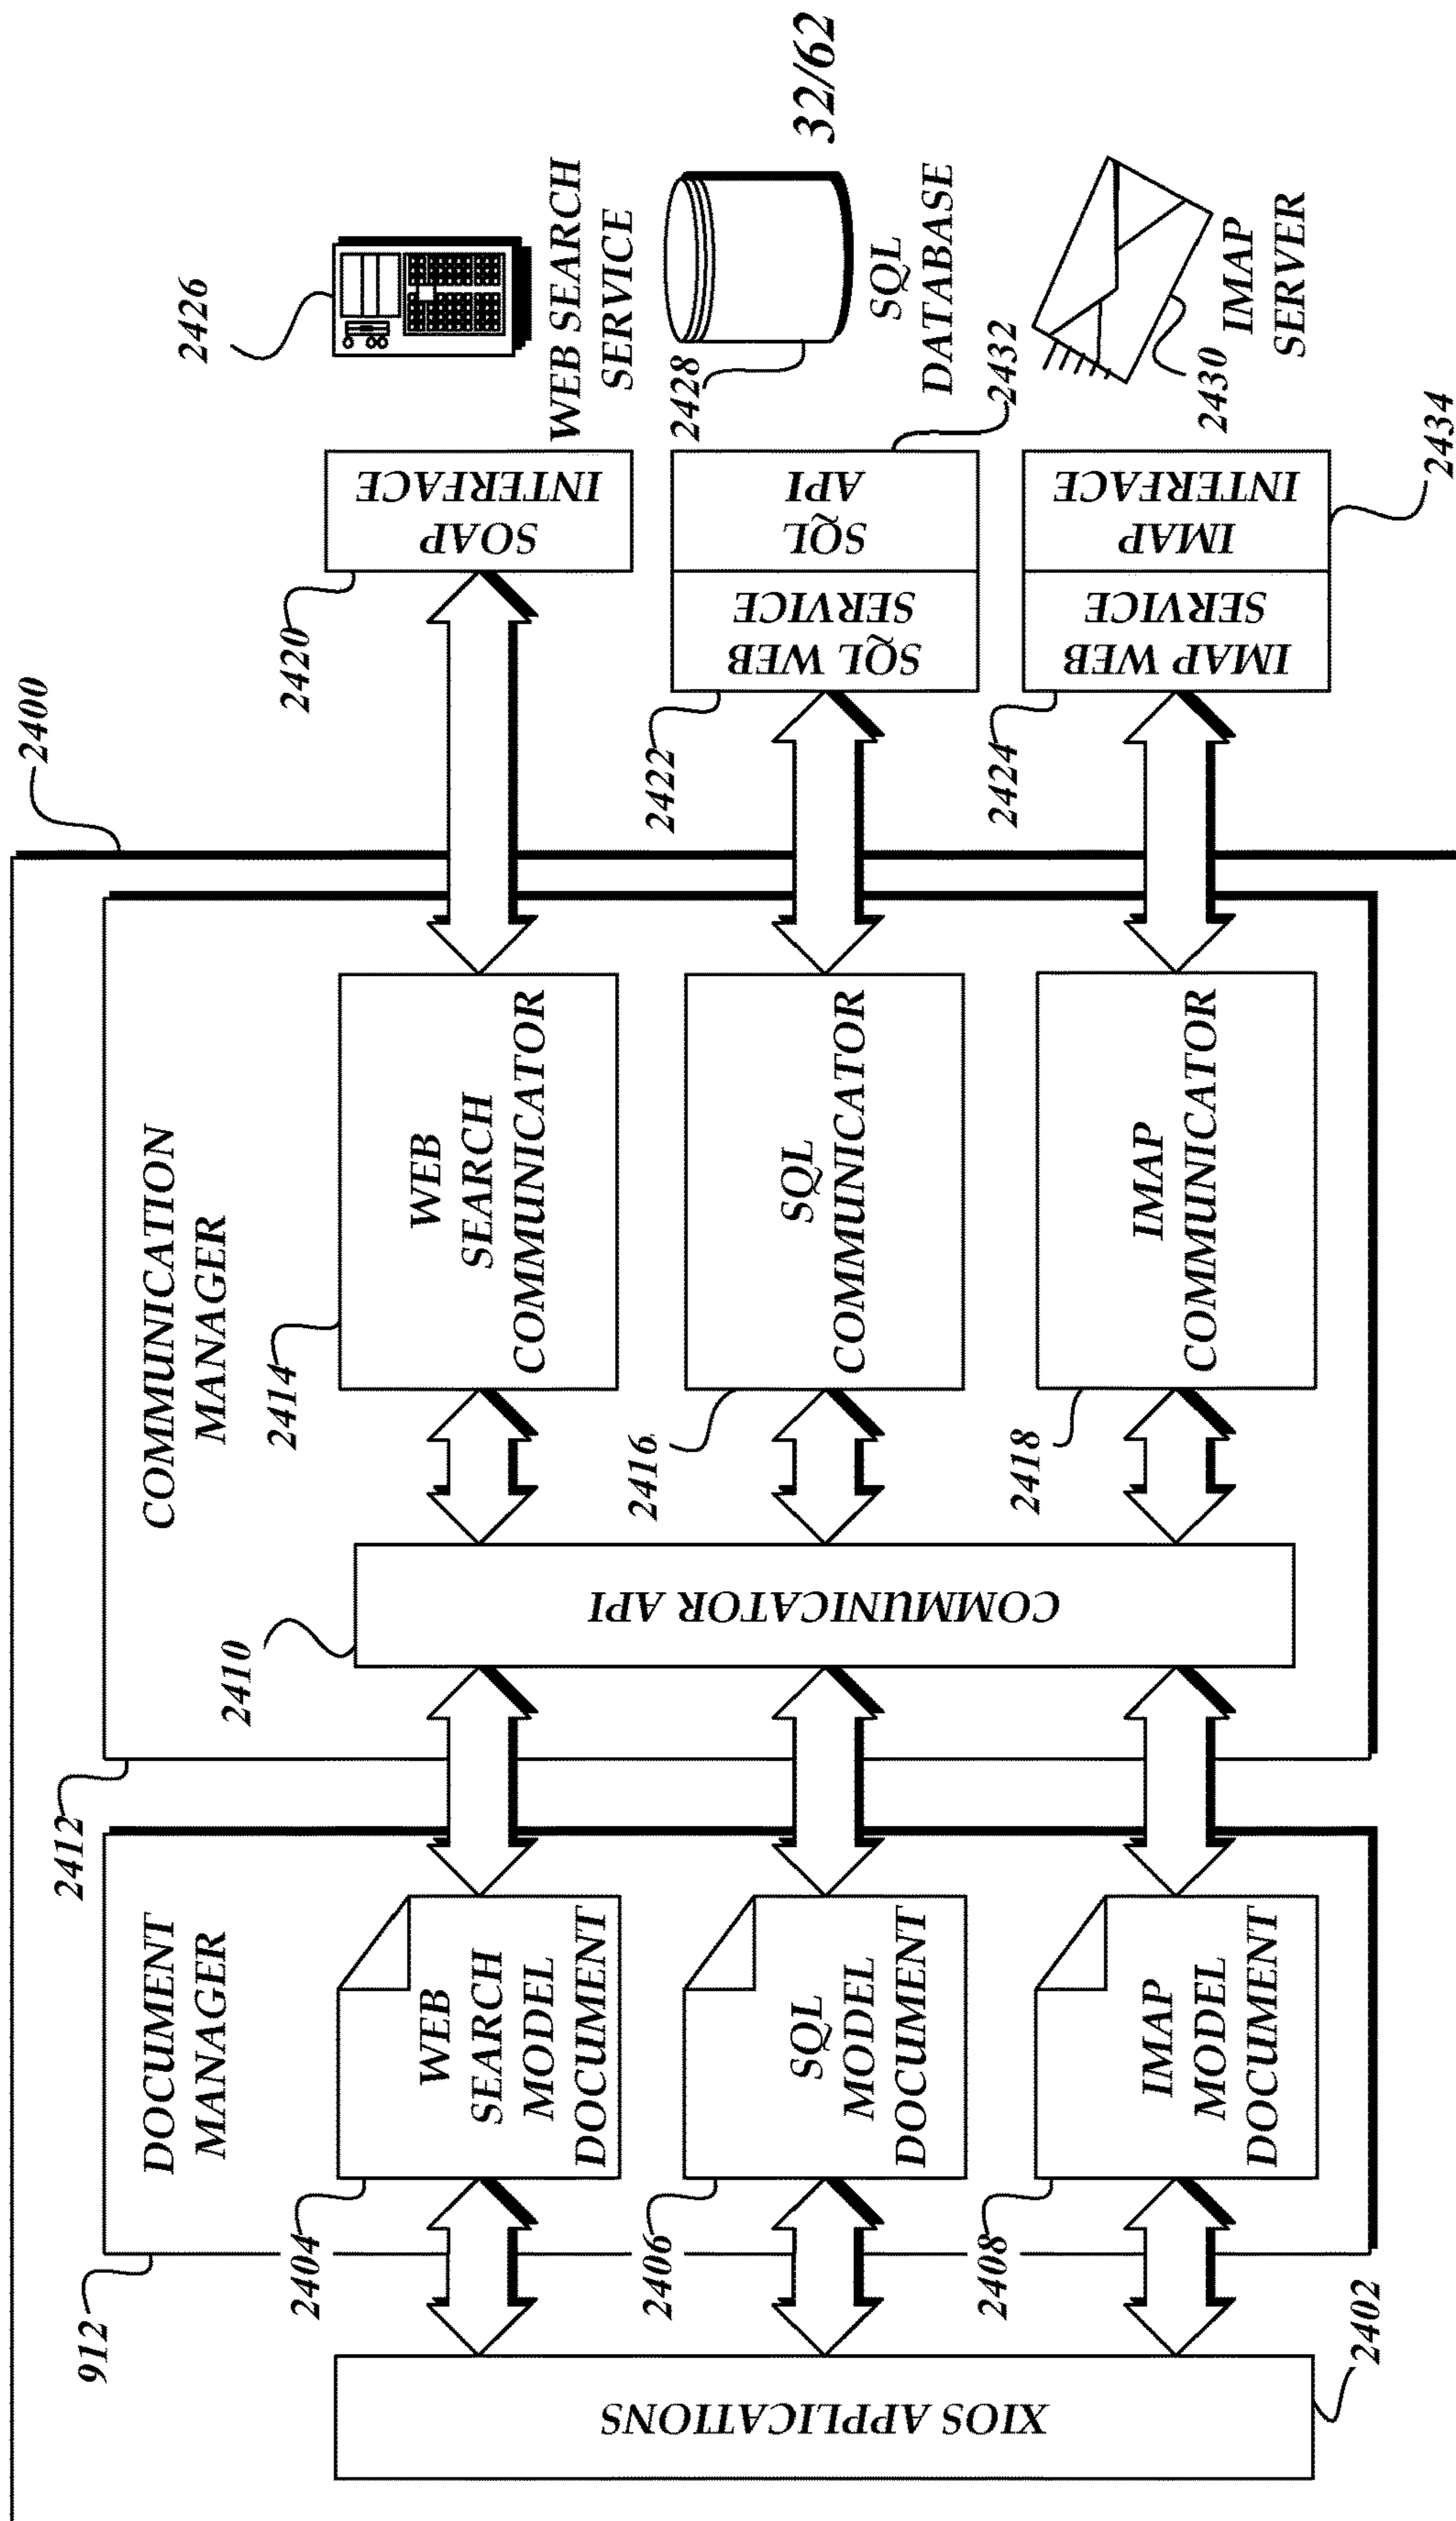 32/62
2400
912
DOCUMENT
MANAGER
2412
COMMUNICATION
MANAGER
XIOS APPLICATIONS
2402
2404
WEB
SEARCH
MODEL
DOCUMENT
2406
SQL
MODEL
DOCUMENT
2408
IMAP
MODEL
DOCUMENT
2410
COMMUNICATOR API
2414
WEB
SEARCH
COMMUNICATOR
2416
SQL
COMMUNICATOR
2418
IMAP
COMMUNICATOR
2420
SOAP
INTERFACE
2426
WEB SEARCH
SERVICE
2422
SQL WEB
SERVICE
SQL
API
2432
2428
SQL
DATABASE
2424
IMAP WEB
SERVICE
IMAP
INTERFACE
2434
2430
IMAP
SERVER